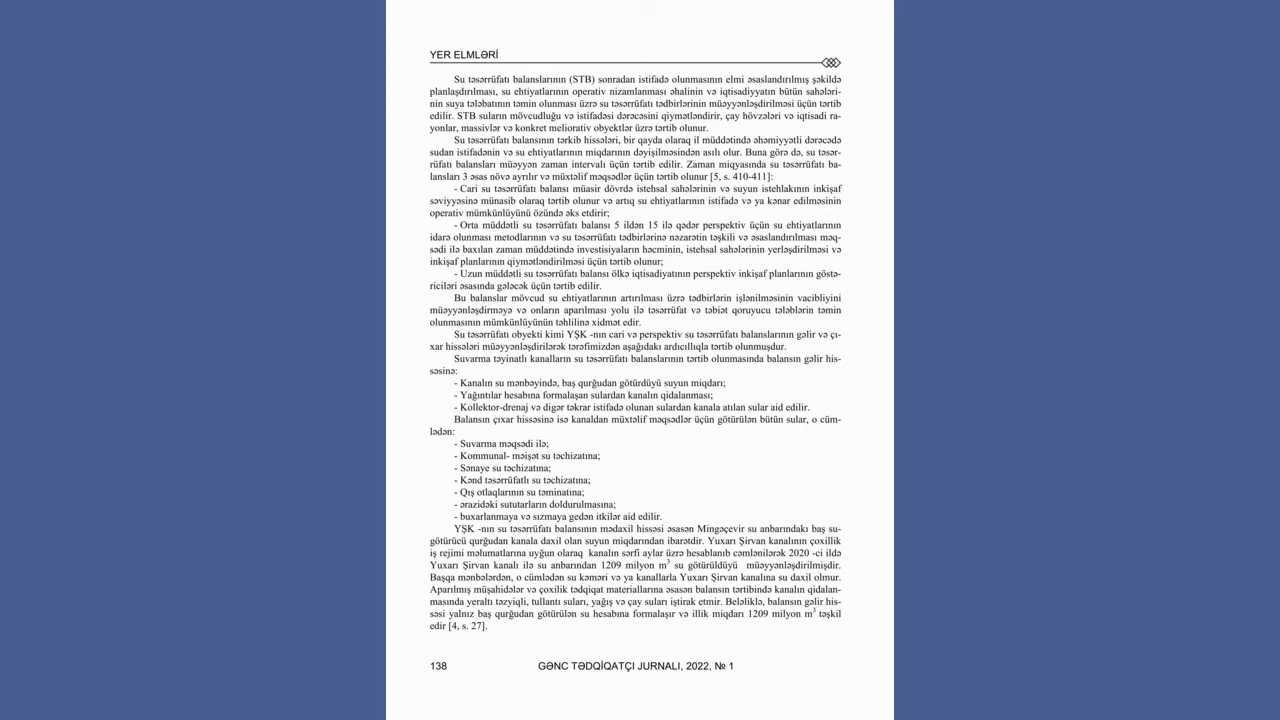 YER ELMLƏRİ
Su təsərrüfatı balanslarının (STB) sonradan istifadə olunmasının elmi əsaslandırılmış şəkildə
planlaşdırılması, su ehtiyatlarının operativ nizamlanması əhalinin və iqtisadiyyatın bütün sahələri-
nin suya tələbatının təmin olunması üzrə su təsərrüfatı tədbirlərinin müəyyənləşdirilməsi üçün tərtib
edilir. STB suların mövcudluğu və istifadəsi dərəcəsini qiymətləndirir, çay hövzələri və iqtisadi ra-
yonlar, massivlər və konkret meliorativ obyektlər üzrə tərtib olunur.
Su təsərrüfatı balansının tərkib hissələri, bir qayda olaraq il müddətində əhəmiyyətli dərəcədə
sudan istifadənin və su ehtiyatlarının miqdarının dəyişilməsindən asılı olur. Buna görə də, su təsər-
rüfatı balansları müəyyən zaman intervalı üçün tərtib edilir. Zaman miqyasında su təsərrüfatı ba-
lansları 3 əsas növə ayrılır və müxtəlif məqsədlər üçün tərtib olunur [5, s. 410-411]:
- Cari su təsərrüfatı balansı müasir dövrdə istehsal sahələrinin və suyun istehlakının inkişaf
səviyyəsinə münasib olaraq tərtib olunur və artıq su ehtiyatlarının istifadə və ya kənar edilməsinin
operativ mümkünlüyünü özündə əks etdirir;
- Orta müddətli su təsərrüfatı balansı 5 ildən 15 ilə qədər perspektiv üçün su ehtiyatlarının
idarə olunması metodlarının və su təsərrüfatı tədbirlərinə nəzarətin təşkili və əsaslandırılması məq-
sədi ilə baxılan zaman müddətində investisiyaların həcminin, istehsal sahələrinin yerləşdirilməsi və
inkişaf planlarının qiymətləndirilməsi üçün tərtib olunur;
- Uzun müddətli su təsərrüfatı balansı ölkə iqtisadiyatının perspektiv inkişaf planlarının göstə-
riciləri əsasında gələcək üçün tərtib edilir.
Bu balanslar mövcud su ehtiyatlarının artırılması üzrə tədbirlərin işlənilməsinin vacibliyini
müəyyənləşdirməyə və onların aparılması yolu ilə təsərrüfat və təbiət qoruyucu tələblərin təmin
olunmasının mümkünlüyünün təhlilinə xidmət edir.
Su təsərrüfatı obyekti kimi YŞK -nın cari və perspektiv su təsərrüfatı balanslarının gəlir və çı-
xar hissələri müəyyənləşdirilərək tərəfimizdən aşağıdakı ardıcıllıqla tərtib olunmuşdur.
Suvarma təyinatlı kanalların su təsərrüfatı balanslarının tərtib olunmasında balansın gəlir his-
səsinə:
- Kanalın su mənbəyində, baş qurğudan götürdüyü suyun miqdarı;
- Yağıntılar hesabına formalaşan sulardan kanalın qidalanması;
- Kollektor-drenaj və digər təkrar istifadə olunan sulardan kanala atılan sular aid edilir.
Balansın çıxar hissəsinə isə kanaldan müxtəlif məqsədlər üçün götürülən bütün sular, o cüm-
lədən:
- Suvarma məqsədi ilə;
- Kommunal- məişət su təchizatına;
- Sənaye su təchizatına;
- Kənd təsərrüfatlı su təchizatına;
- Qış otlaqlarının su təminatına;
- ərazidəki sututarların doldurulmasına;
- buxarlanmaya və sızmaya gedən itkilər aid edilir.
YŞK -nın su təsərrüfatı balansının mədaxil hissəsi əsasən Mingəçevir su anbarındakı baş su-
götürücü qurğudan kanala daxil olan suyun miqdarından ibarətdir. Yuxarı Şirvan kanalının çoxillik
iş rejimi məlumatlarına uyğun olaraq kanalın sərfi aylar üzrə hesablanıb cəmlənilərək 2020 -ci ildə
Yuxarı Şirvan kanalı ilə su anbarından 1209 milyon m³ su götürüldüyü müəyyənləşdirilmişdir.
Başqa mənbələrdən, o cümlədən su kəməri və ya kanallarla Yuxarı Şirvan kanalına su daxil olmur.
Aparılmış müşahidələr və çoxilik tədqiqat materiallarına əsasən balansın tərtibində kanalın qidalan-
masında yeraltı təzyiqli, tullantı suları, yağış və çay suları iştirak etmir. Beləliklə, balansın gəlir his-
səsi yalnız baş qurğudan götürülən su hesabına formalaşır və illik miqdarı 1209 milyon m³ təşkil
edir [4, s. 27].
138 GƏNC TƏDQİQATÇI JURNALI, 2022, № 1